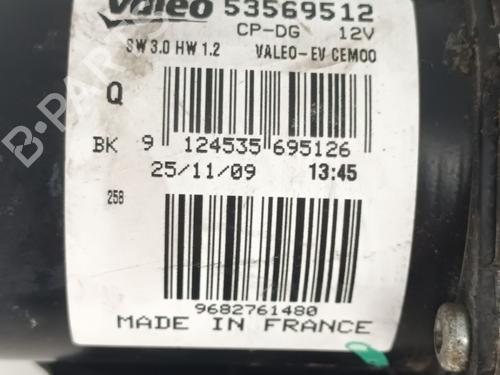 Valeo 53569512
CP-DG 12V
SW 3.0 HW 1.2 VALEO-EV CEM00
Q
BK 9 124535 695126
25/11/09 13:45
258
9682761480
MADE IN FRANCE